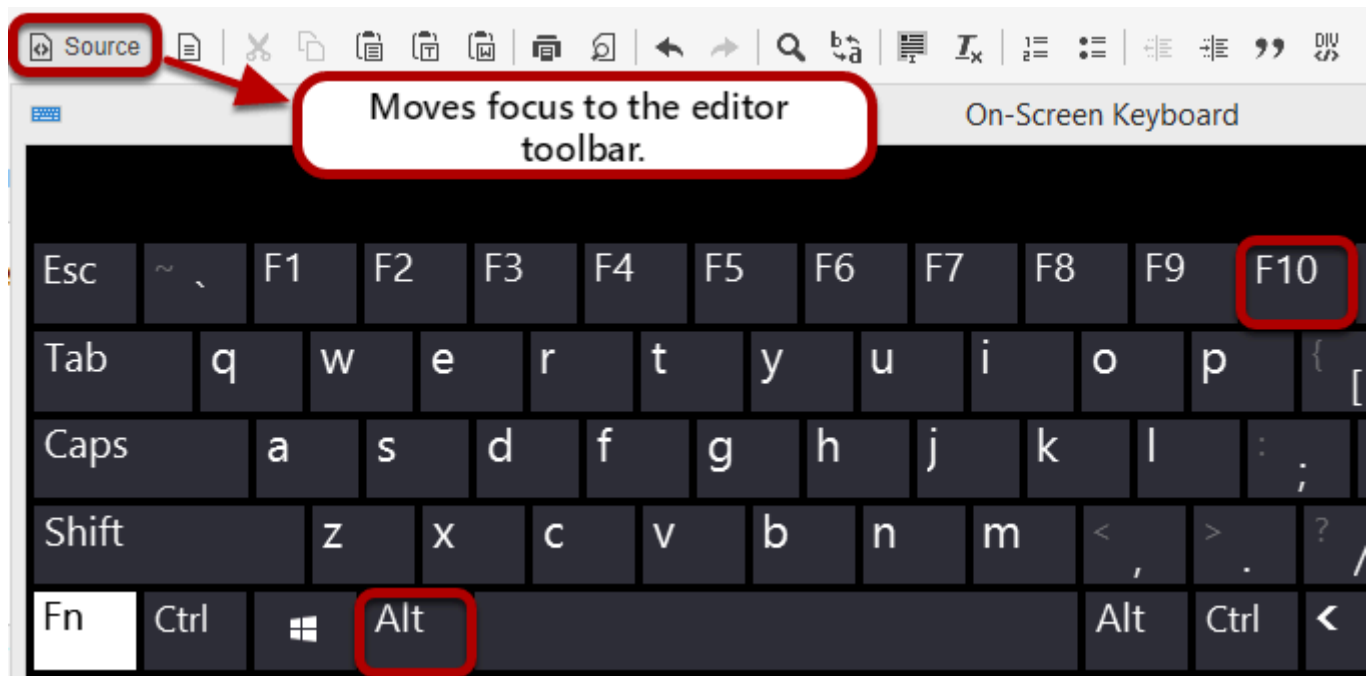 Source
Moves focus to the editor
toolbar.
On-Screen Keyboard
Esc ~ ` F1 F2 F3 F4 F5 F6 F7 F8 F9 F10
Tab q w e r t y u i o p { [
Caps a s d f g h j k l : ;
Shift z x c v b n m < , > . ? /
Fn Ctrl Alt Alt Ctrl <